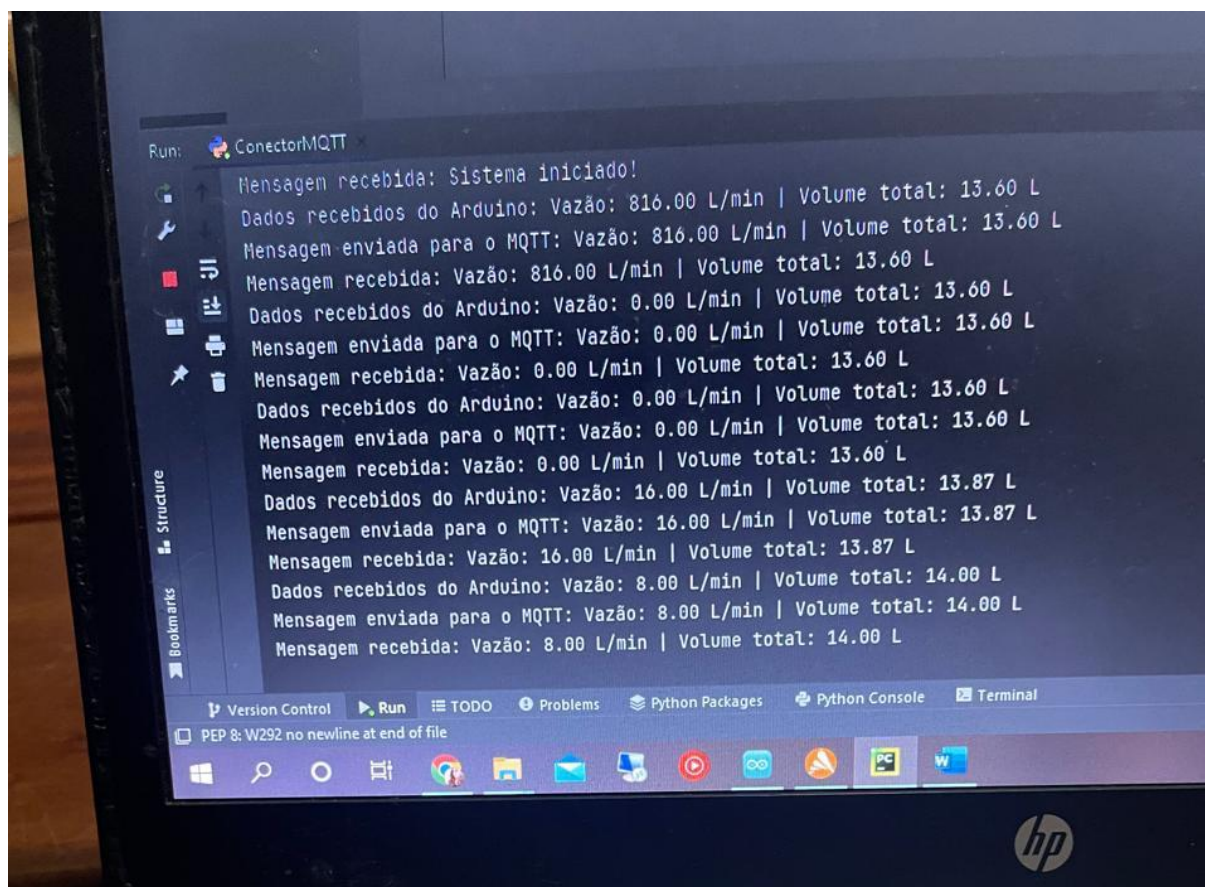 Run: ConectorMQTT
Mensagem recebida: Sistema iniciado!
Dados recebidos do Arduino: Vazão: 816.00 L/min | Volume total: 13.60 L
Mensagem enviada para o MQTT: Vazão: 816.00 L/min | Volume total: 13.60 L
Mensagem recebida: Vazão: 816.00 L/min | Volume total: 13.60 L
Dados recebidos do Arduino: Vazão: 0.00 L/min | Volume total: 13.60 L
Mensagem enviada para o MQTT: Vazão: 0.00 L/min | Volume total: 13.60 L
Mensagem recebida: Vazão: 0.00 L/min | Volume total: 13.60 L
Dados recebidos do Arduino: Vazão: 0.00 L/min | Volume total: 13.60 L
Mensagem enviada para o MQTT: Vazão: 0.00 L/min | Volume total: 13.60 L
Mensagem recebida: Vazão: 0.00 L/min | Volume total: 13.60 L
Dados recebidos do Arduino: Vazão: 16.00 L/min | Volume total: 13.87 L
Mensagem enviada para o MQTT: Vazão: 16.00 L/min | Volume total: 13.87 L
Mensagem recebida: Vazão: 16.00 L/min | Volume total: 13.87 L
Dados recebidos do Arduino: Vazão: 8.00 L/min | Volume total: 14.00 L
Mensagem enviada para o MQTT: Vazão: 8.00 L/min | Volume total: 14.00 L
Mensagem recebida: Vazão: 8.00 L/min | Volume total: 14.00 L
Structure
Bookmarks
Version Control Run TODO Problems Python Packages Python Console Terminal
PEP 8: W292 no newline at end of file
PC W
hp